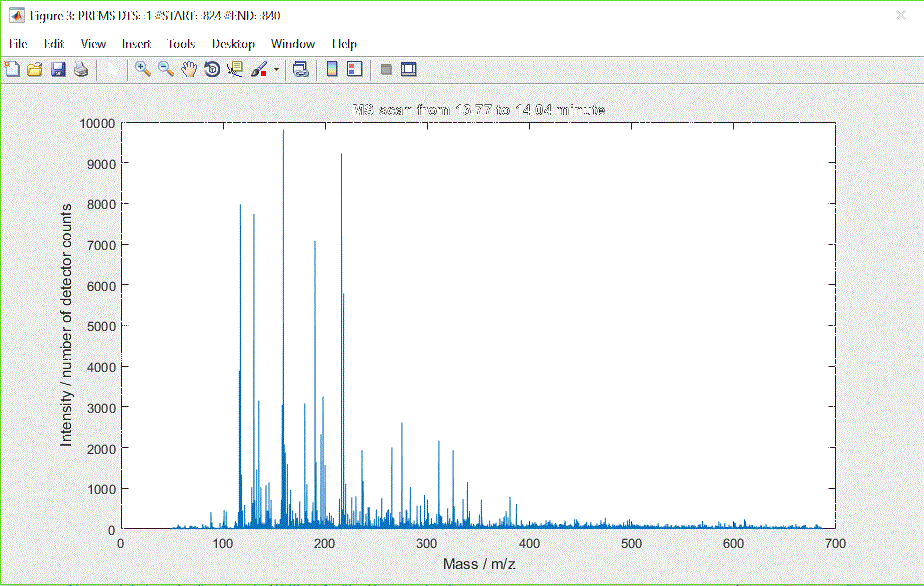 Figure 3: PREMS DTS: :1 #START: :824 #END: :840
File Edit View Insert Tools Desktop Window Help
MS scan from 13.77 to 14.04 minute
10000
9000
8000
7000
6000
5000
4000
3000
2000
1000
0
Intensity / number of detector counts
0 100 200 300 400 500 600 700
Mass / m/z